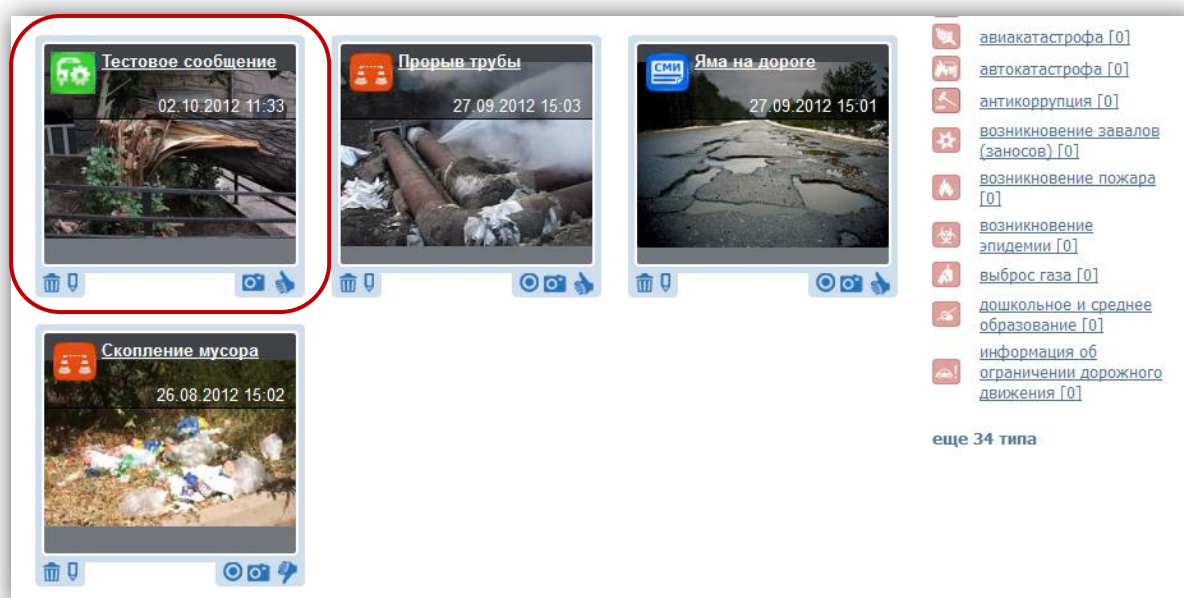 Тестовое сообщение
02.10.2012 11:33
Прорыв трубы
27.09.2012 15:03
СМИ
Яма на дороге
27.09.2012 15:01
Скопление мусора
26.08.2012 15:02
авиакатастрофа [0]
автокатастрофа [0]
антикоррупция [0]
возникновение завалов
(заносов) [0]
возникновение пожара
[0]
возникновение
эпидемии [0]
выброс газа [0]
дошкольное и среднее
образование [0]
информация об
ограничении дорожного
движения [0]
еще 34 типа